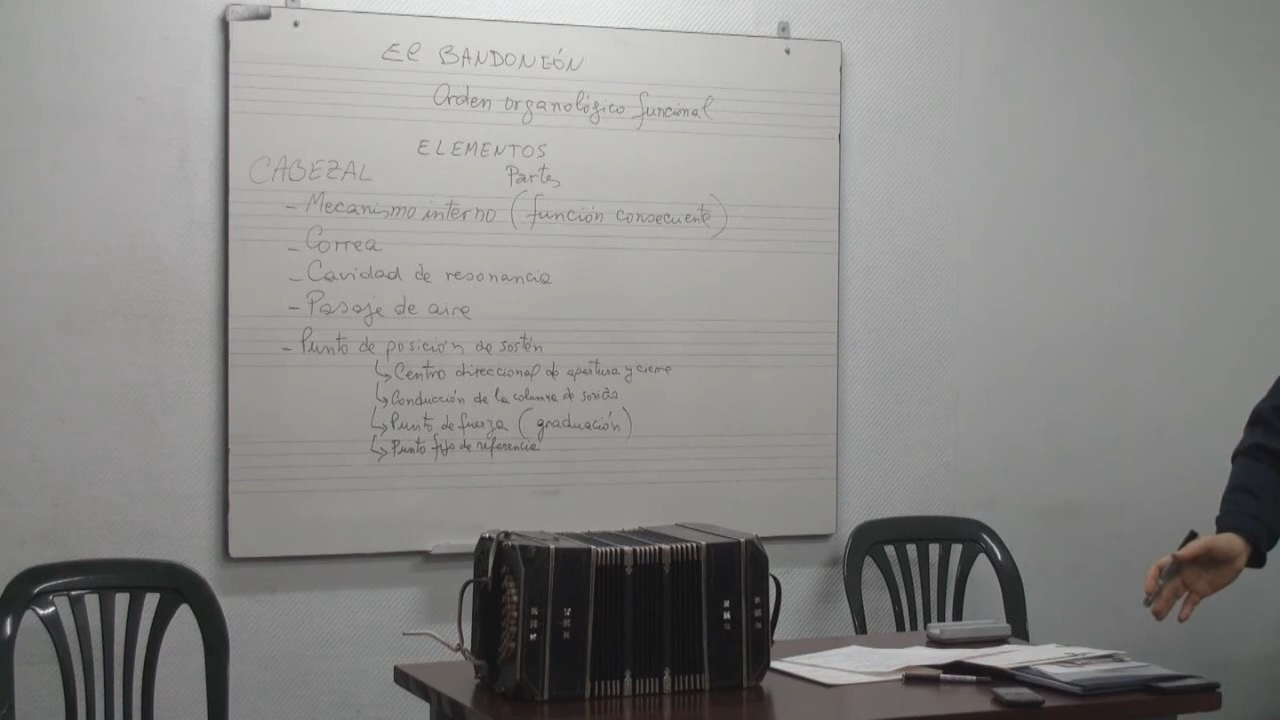 El BANDONEÓN
Orden organológico funcional
ELEMENTOS
CABEZAL
Partes
- Mecanismo interno (función consecuente)
- Correa
- Cavidad de resonancia
- Pasaje de aire
- Punto de posición de sostén
↳ Centro direccional de apertura y cierre
↳ Conducción de la columna de sonido
↳ Punto de fuerza (graduación)
↳ Punto fijo de referencia